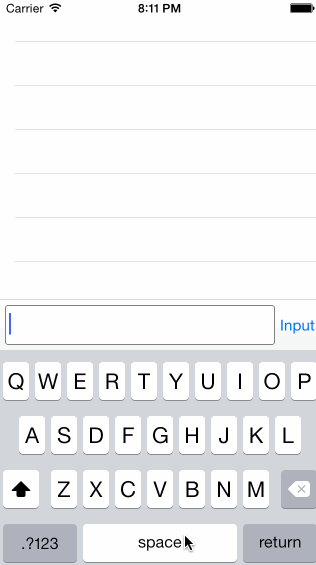 Carrier 8:11 PM
Input
Q W E R T Y U I O P
A S D F G H J K L
Z X C V B N M
.?123 space return